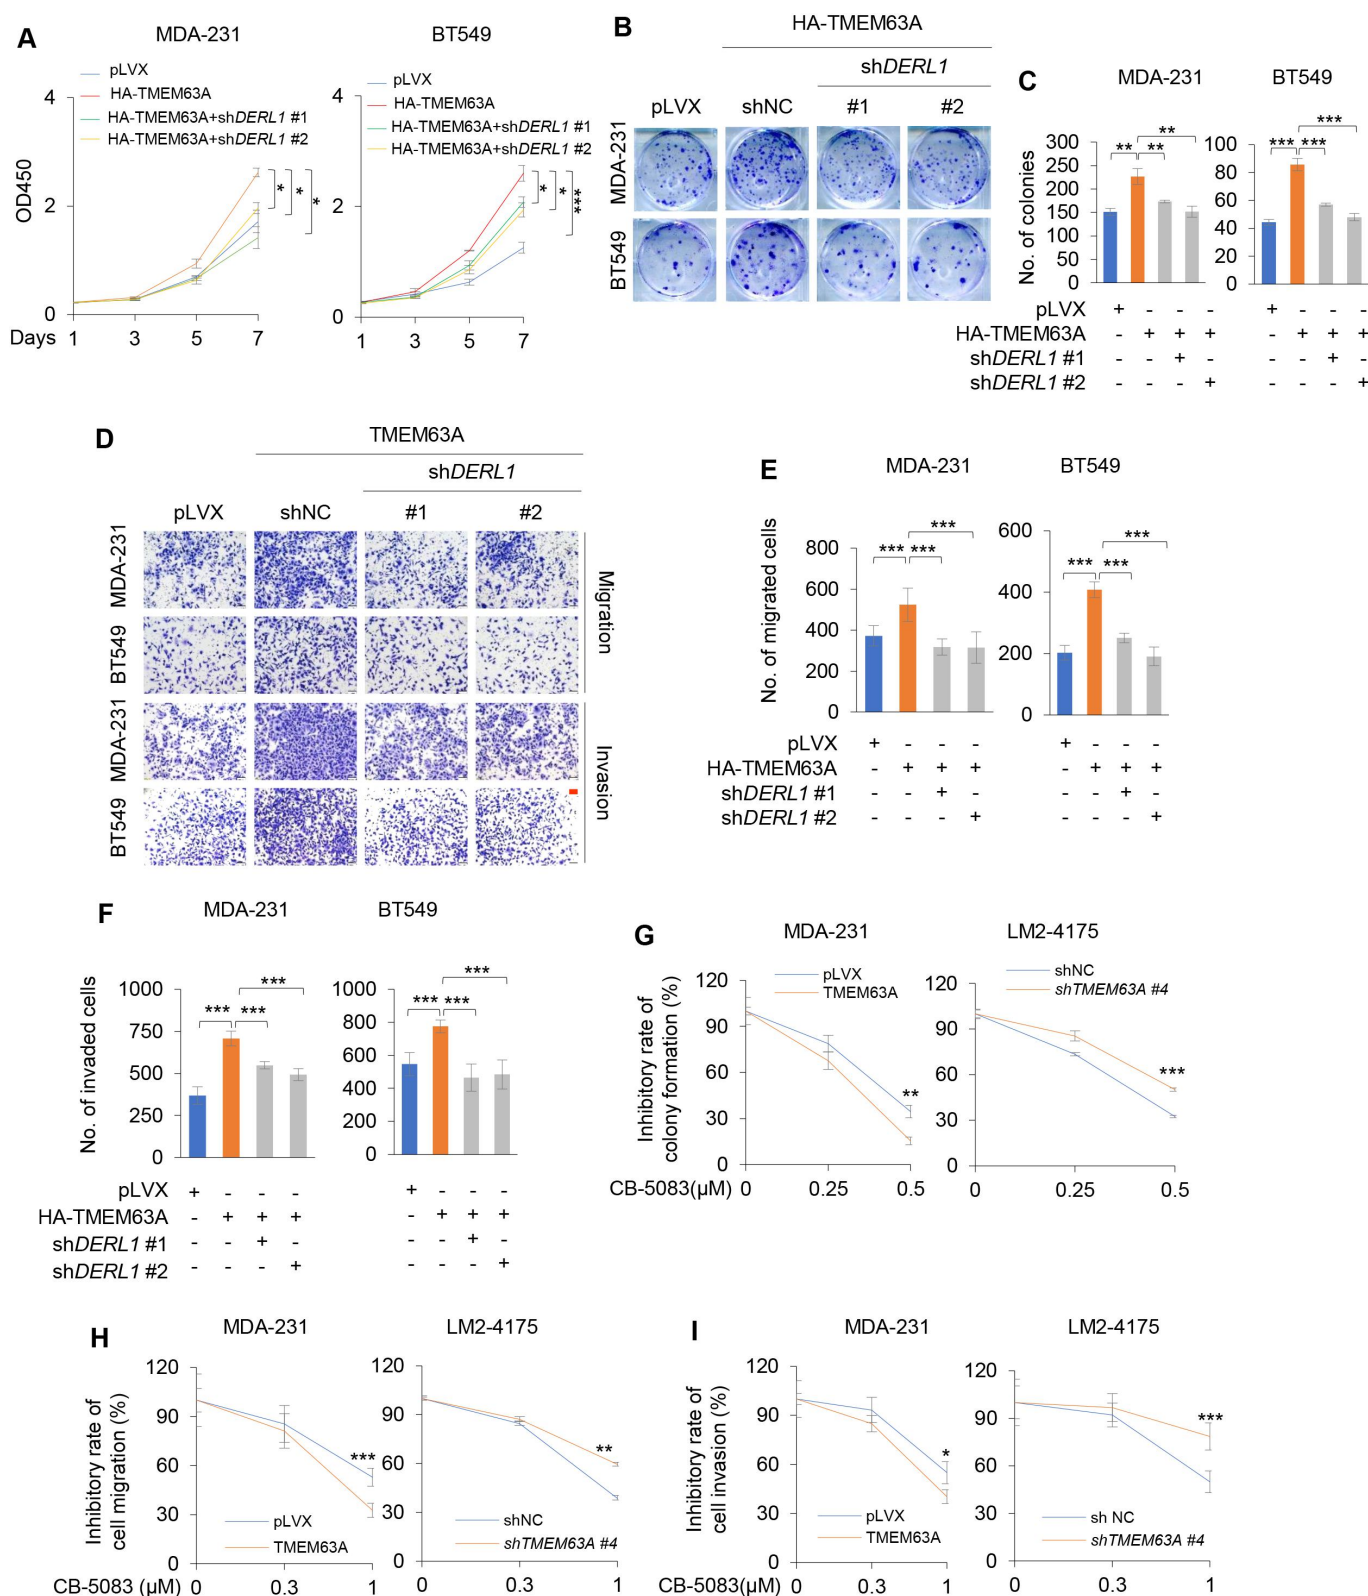 A
MDA-231
BT549
pLVX
HA-TMEM63A
HA-TMEM63A+shDERL1 #1
HA-TMEM63A+shDERL1 #2
pLVX
HA-TMEM63A
HA-TMEM63A+shDERL1 #1
HA-TMEM63A+shDERL1 #2
OD450
4
2
0
4
2
0
* * *
* * ***
Days 1 3 5 7
1 3 5 7
B
HA-TMEM63A
shDERL1
pLVX shNC #1 #2
MDA-231
BT549
C
MDA-231 BT549
No. of colonies
300
250
200
150
100
50
0
** ** **
100
80
60
40
20
0
*** *** ***
pLVX + - - - + - - -
HA-TMEM63A - + + + - + + +
shDERL1 #1 - - + - - - + -
shDERL1 #2 - - - + - - - +
D
TMEM63A
shDERL1
pLVX shNC #1 #2
MDA-231
BT549
Migration
MDA-231
BT549
Invasion
E
MDA-231 BT549
No. of migrated cells
800
600
400
200
0
*** *** ***
600
400
200
0
*** *** ***
pLVX + - - - + - - -
HA-TMEM63A - + + + - + + +
shDERL1 #1 - - + - - - + -
shDERL1 #2 - - - + - - - +
F
MDA-231 BT549
No. of invaded cells
1000
750
500
250
0
*** *** ***
1000
800
600
400
200
0
*** *** ***
pLVX + - - - + - - -
HA-TMEM63A - + + + - + + +
shDERL1 #1 - - + - - - + -
shDERL1 #2 - - - + - - - +
G
MDA-231 LM2-4175
pLVX
TMEM63A
shNC
shTMEM63A #4
Inhibitory rate of
colony formation (%)
120
90
60
30
0
**
120
90
60
30
0
***
CB-5083(µM) 0 0.25 0.5
0 0.25 0.5
H
MDA-231 LM2-4175
Inhibitory rate of
cell migration (%)
120
90
60
30
0
***
pLVX
TMEM63A
120
90
60
30
0
**
shNC
shTMEM63A #4
CB-5083 (µM) 0 0.3 1
0 0.3 1
I
MDA-231 LM2-4175
Inhibitory rate of
cell invasion (%)
120
90
60
30
0
*
pLVX
TMEM63A
120
90
60
30
0
***
sh NC
shTMEM63A #4
CB-5083(µM) 0 0.3 1
0 0.3 1